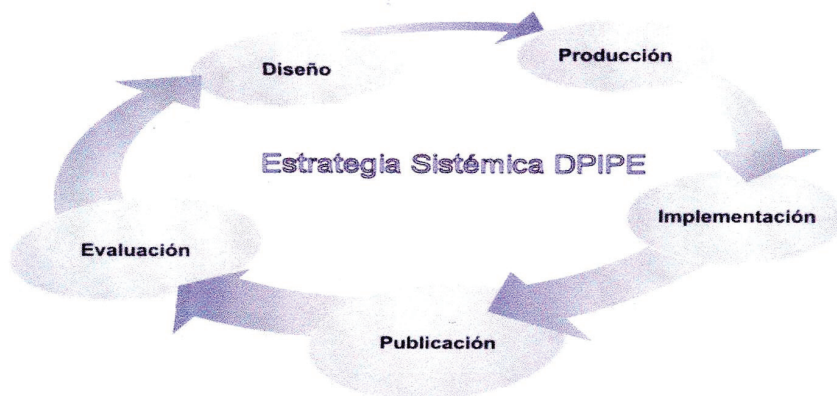 Diseño
Producción
Estrategia Sistémica DPIPE
Implementación
Evaluación
Publicación